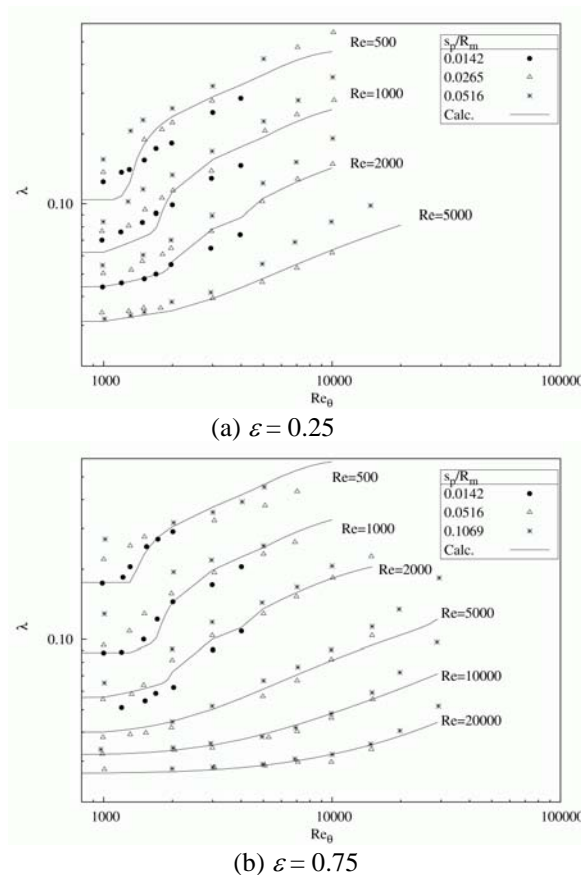 Re=500
s_p/R_m
0.0142
0.0265
0.0516
Calc.
Re=1000
Re=2000
Re=5000
λ
0.10
1000
10000
100000
Re_θ
(a) ε = 0.25
Re=500
s_p/R_m
0.0142
0.0516
0.1069
Calc.
Re=1000
Re=2000
Re=5000
Re=10000
Re=20000
λ
0.10
1000
10000
100000
Re_θ
(b) ε = 0.75